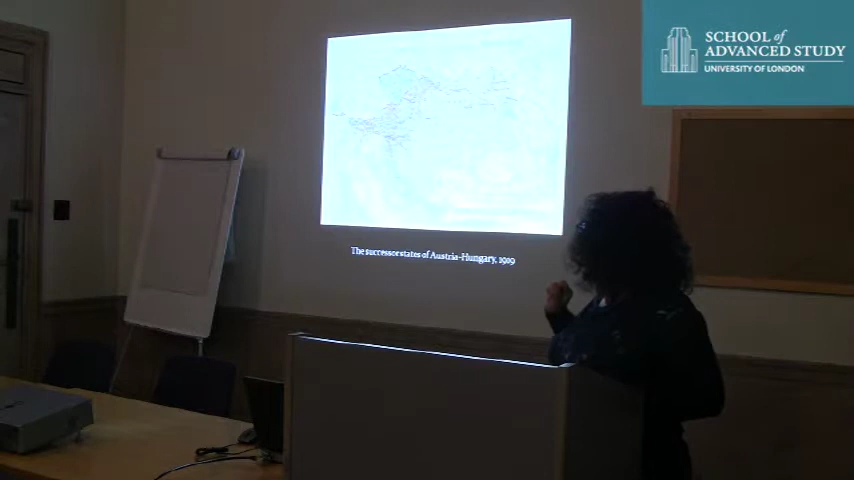 SCHOOL of
ADVANCED STUDY
UNIVERSITY OF LONDON
The successor states of Austria-Hungary, 1919